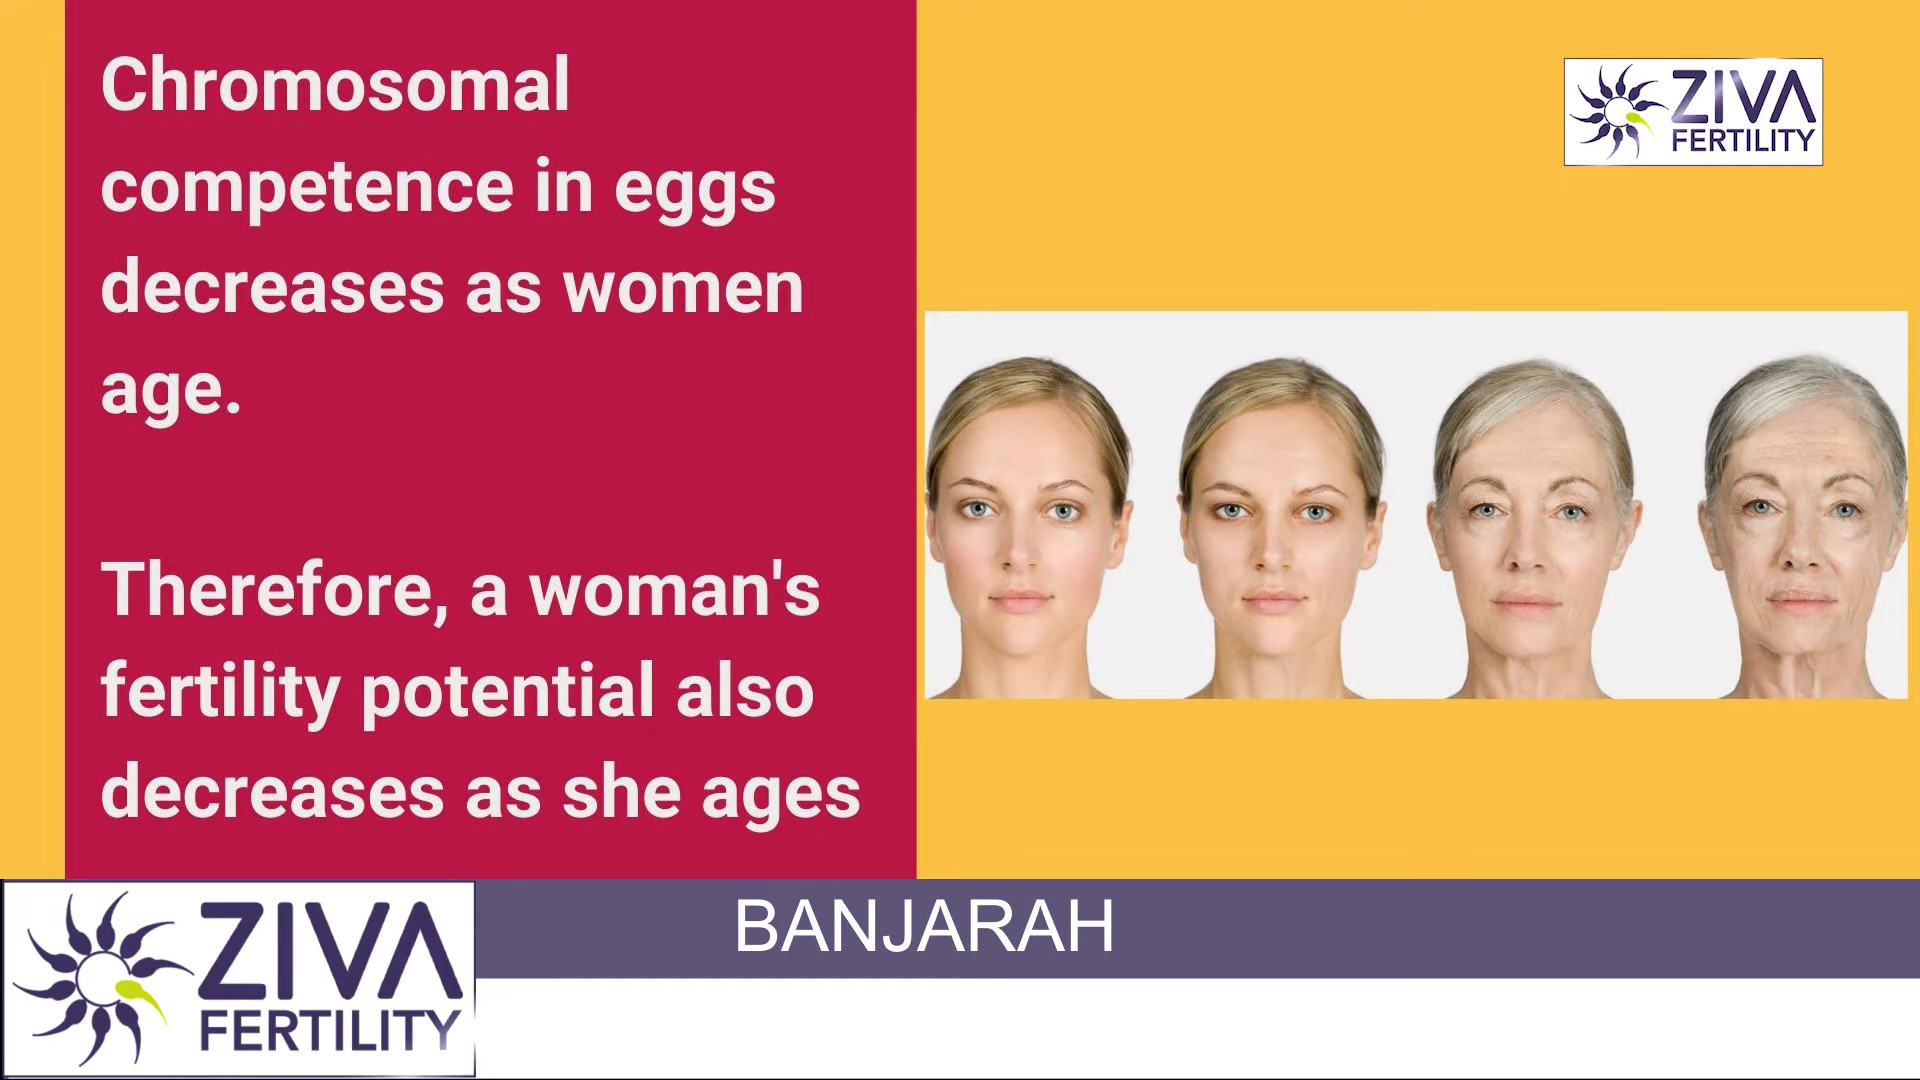 Chromosomal
competence in eggs
decreases as women
age.
Therefore, a woman's
fertility potential also
decreases as she ages
ZIVA
FERTILITY
ZIVA
FERTILITY
BANJARAH